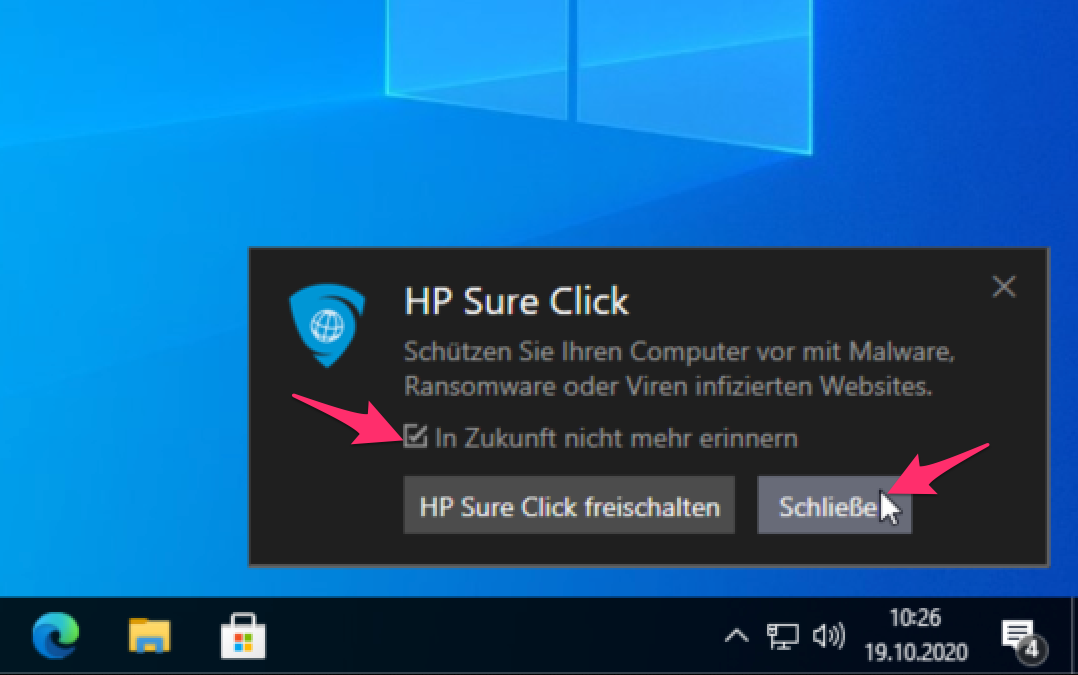 HP Sure Click
Schützen Sie Ihren Computer vor mit Malware,
Ransomware oder Viren infizierten Websites.
In Zukunft nicht mehr erinnern
HP Sure Click freischalten
Schließe
10:26
19.10.2020
4